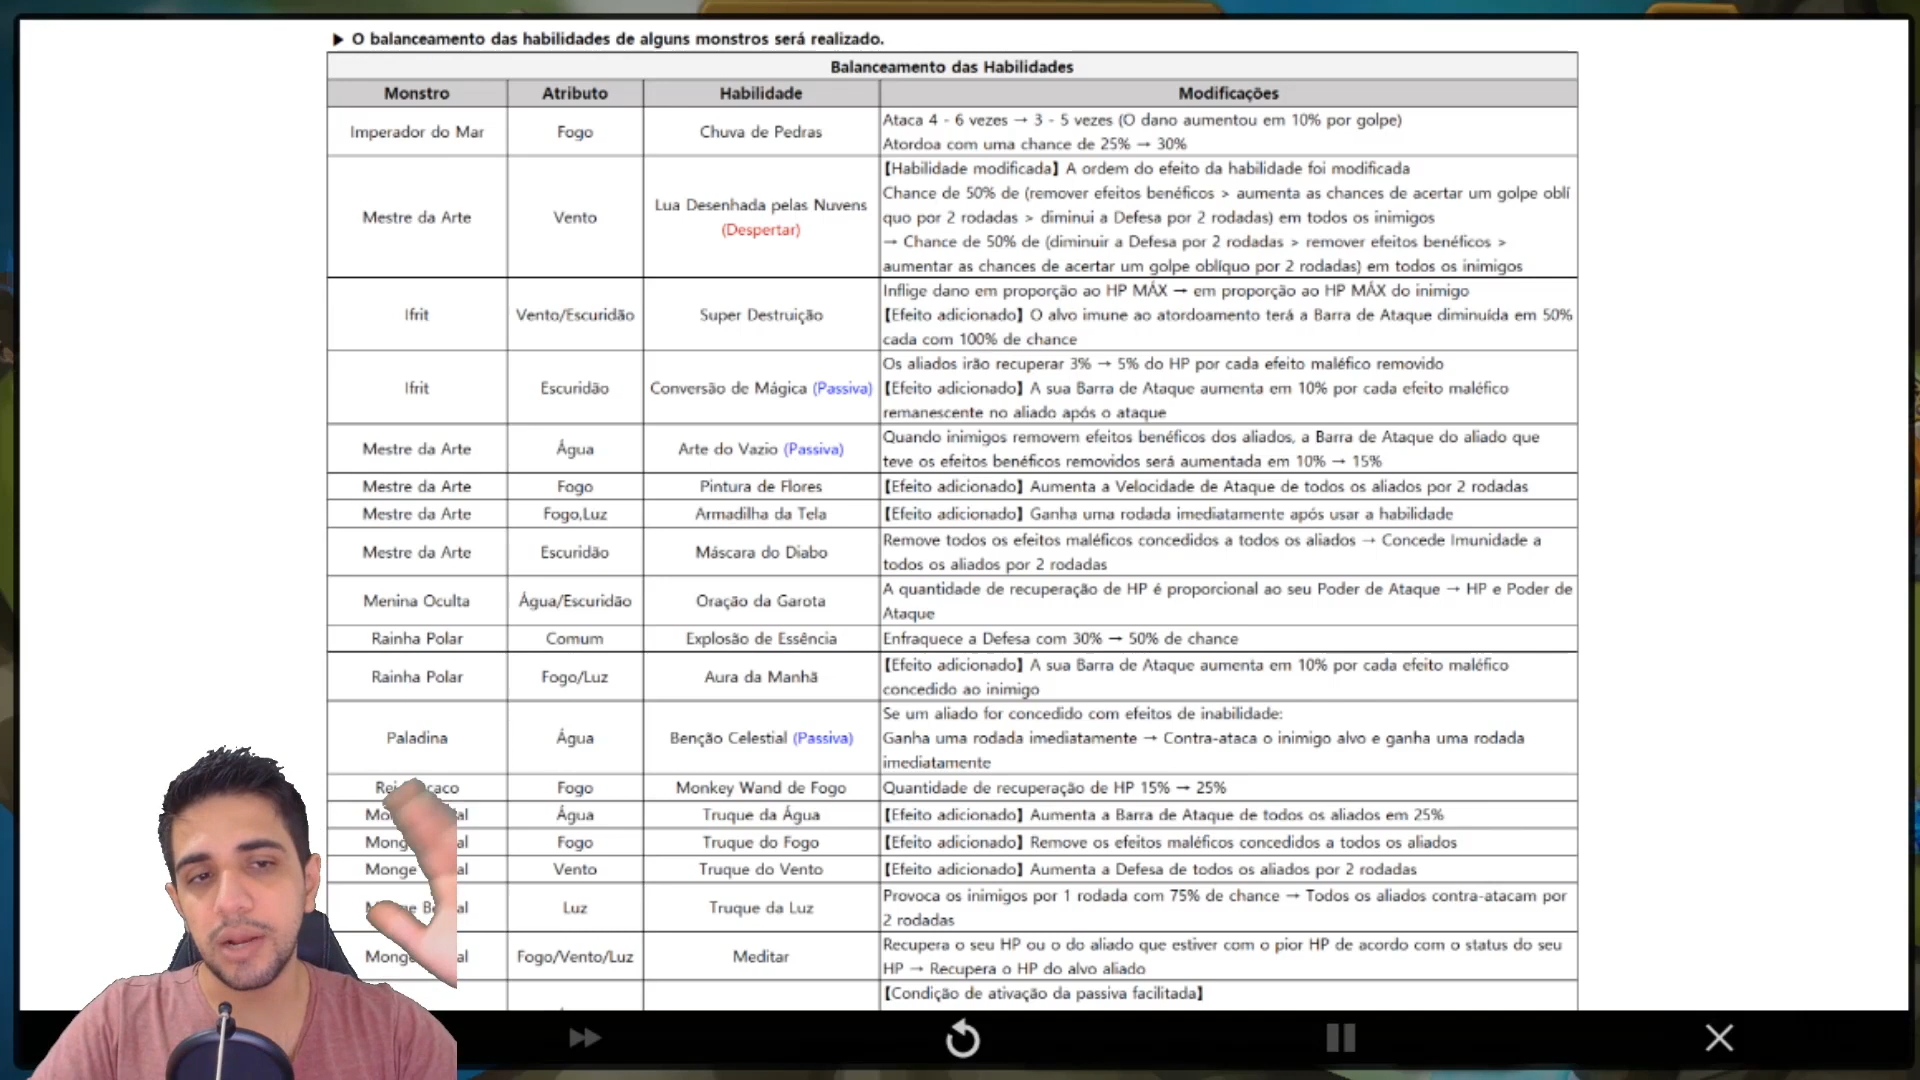 ▶ O balanceamento das habilidades de alguns monstros será realizado.
Balanceamento das Habilidades
Monstro Atributo Habilidade Modificações
Imperador do Mar Fogo Chuva de Pedras
Ataca 4 - 6 vezes → 3 - 5 vezes (O dano aumentou em 10% por golpe)
Atordoa com uma chance de 25% → 30%
Mestre da Arte Vento Lua Desenhada pelas Nuvens
(Despertar)
【Habilidade modificada】 A ordem do efeito da habilidade foi modificada
Chance de 50% de (remover efeitos benéficos > aumenta as chances de acertar um golpe oblí
quo por 2 rodadas > diminui a Defesa por 2 rodadas) em todos os inimigos
→ Chance de 50% de (diminuir a Defesa por 2 rodadas > remover efeitos benéficos >
aumentar as chances de acertar um golpe oblíquo por 2 rodadas) em todos os inimigos
Ifrit Vento/Escuridão Super Destruição
Inflige dano em proporção ao HP MÁX → em proporção ao HP MÁX do inimigo
【Efeito adicionado】 O alvo imune ao atordoamento terá a Barra de Ataque diminuída em 50%
cada com 100% de chance
Ifrit Escuridão Conversão de Mágica (Passiva)
Os aliados irão recuperar 3% → 5% do HP por cada efeito maléfico removido
【Efeito adicionado】 A sua Barra de Ataque aumenta em 10% por cada efeito maléfico
remanescente no aliado após o ataque
Mestre da Arte Água Arte do Vazio (Passiva)
Quando inimigos removem efeitos benéficos dos aliados, a Barra de Ataque do aliado que
teve os efeitos benéficos removidos será aumentada em 10% → 15%
Mestre da Arte Fogo Pintura de Flores 【Efeito adicionado】 Aumenta a Velocidade de Ataque de todos os aliados por 2 rodadas
Mestre da Arte Fogo,Luz Armadilha da Tela 【Efeito adicionado】 Ganha uma rodada imediatamente após usar a habilidade
Mestre da Arte Escuridão Máscara do Diabo
Remove todos os efeitos maléficos concedidos a todos os aliados → Concede Imunidade a
todos os aliados por 2 rodadas
Menina Oculta Água/Escuridão Oração da Garota
A quantidade de recuperação de HP é proporcional ao seu Poder de Ataque → HP e Poder de
Ataque
Rainha Polar Comum Explosão de Essência Enfraquece a Defesa com 30% → 50% de chance
Rainha Polar Fogo/Luz Aura da Manhã
【Efeito adicionado】 A sua Barra de Ataque aumenta em 10% por cada efeito maléfico
concedido ao inimigo
Paladina Água Benção Celestial (Passiva)
Se um aliado for concedido com efeitos de inabilidade:
Ganha uma rodada imediatamente → Contra-ataca o inimigo alvo e ganha uma rodada
imediatamente
Fogo Monkey Wand de Fogo Quantidade de recuperação de HP 15% → 25%
Água Truque da Água 【Efeito adicionado】 Aumenta a Barra de Ataque de todos os aliados em 25%
Fogo Truque do Fogo 【Efeito adicionado】 Remove os efeitos maléficos concedidos a todos os aliados
Monge Vento Truque do Vento 【Efeito adicionado】 Aumenta a Defesa de todos os aliados por 2 rodadas
Luz Truque da Luz
Provoca os inimigos por 1 rodada com 75% de chance → Todos os aliados contra-atacam por
2 rodadas
Fogo/Vento/Luz Meditar
Recupera o seu HP ou o do aliado que estiver com o pior HP de acordo com o status do seu
HP → Recupera o HP do alvo aliado
【Condição de ativação da passiva facilitada】